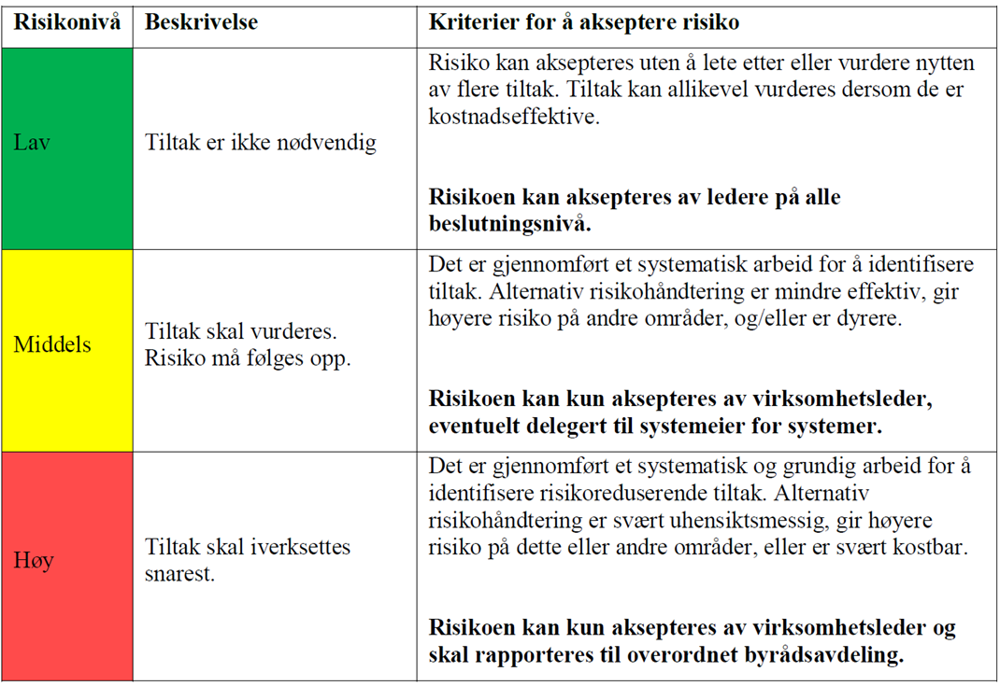 Risikonivå Beskrivelse Kriterier for å akseptere risiko
Lav
Tiltak er ikke nødvendig
Risiko kan aksepteres uten å lete etter eller vurdere nytten
av flere tiltak. Tiltak kan allikevel vurderes dersom de er
kostnadseffektive.
Risikoen kan aksepteres av ledere på alle
beslutningsnivå.
Middels
Tiltak skal vurderes.
Risiko må følges opp.
Det er gjennomført et systematisk arbeid for å identifisere
tiltak. Alternativ risikohåndtering er mindre effektiv, gir
høyere risiko på andre områder, og/eller er dyrere.
Risikoen kan kun aksepteres av virksomhetsleder,
eventuelt delegert til systemeier for systemer.
Høy
Tiltak skal iverksettes
snarest.
Det er gjennomført et systematisk og grundig arbeid for å
identifisere risikoreduserende tiltak. Alternativ
risikohåndtering er svært uhensiktsmessig, gir høyere
risiko på dette eller andre områder, eller er svært kostbar.
Risikoen kan kun aksepteres av virksomhetsleder og
skal rapporteres til overordnet byrådsavdeling.